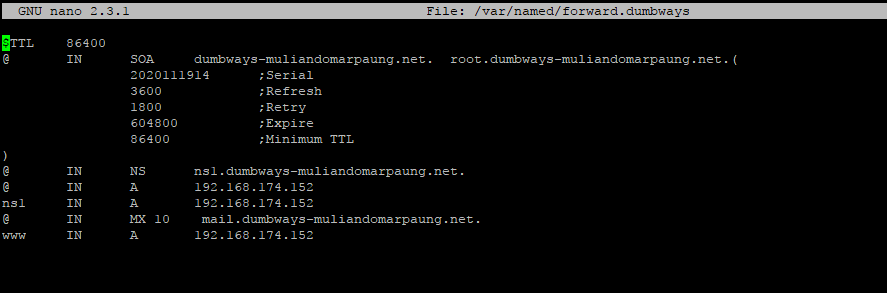 GNU nano 2.3.1 File: /var/named/forward.dumbways
$TTL 86400
@ IN SOA dumbways-muliandomarpaung.net. root.dumbways-muliandomarpaung.net.(
2020111914 ;Serial
3600 ;Refresh
1800 ;Retry
604800 ;Expire
86400 ;Minimum TTL
)
@ IN NS ns1.dumbways-muliandomarpaung.net.
@ IN A 192.168.174.152
ns1 IN A 192.168.174.152
@ IN MX 10 mail.dumbways-muliandomarpaung.net.
www IN A 192.168.174.152